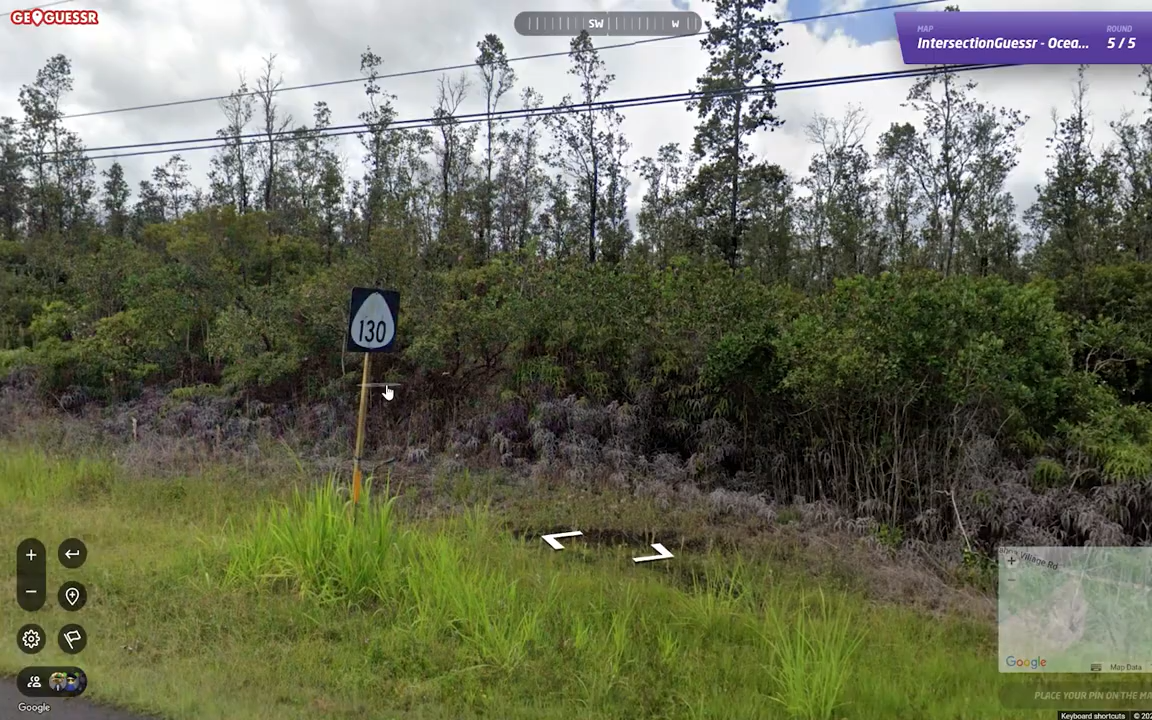 GEOGUESSR
SW
W
MAP
IntersectionGuessr - Ocea...
ROUND
5 / 5
130
Village Rd
Google
Map Data
PLACE YOUR PIN ON THE MA
Google
Keyboard shortcuts